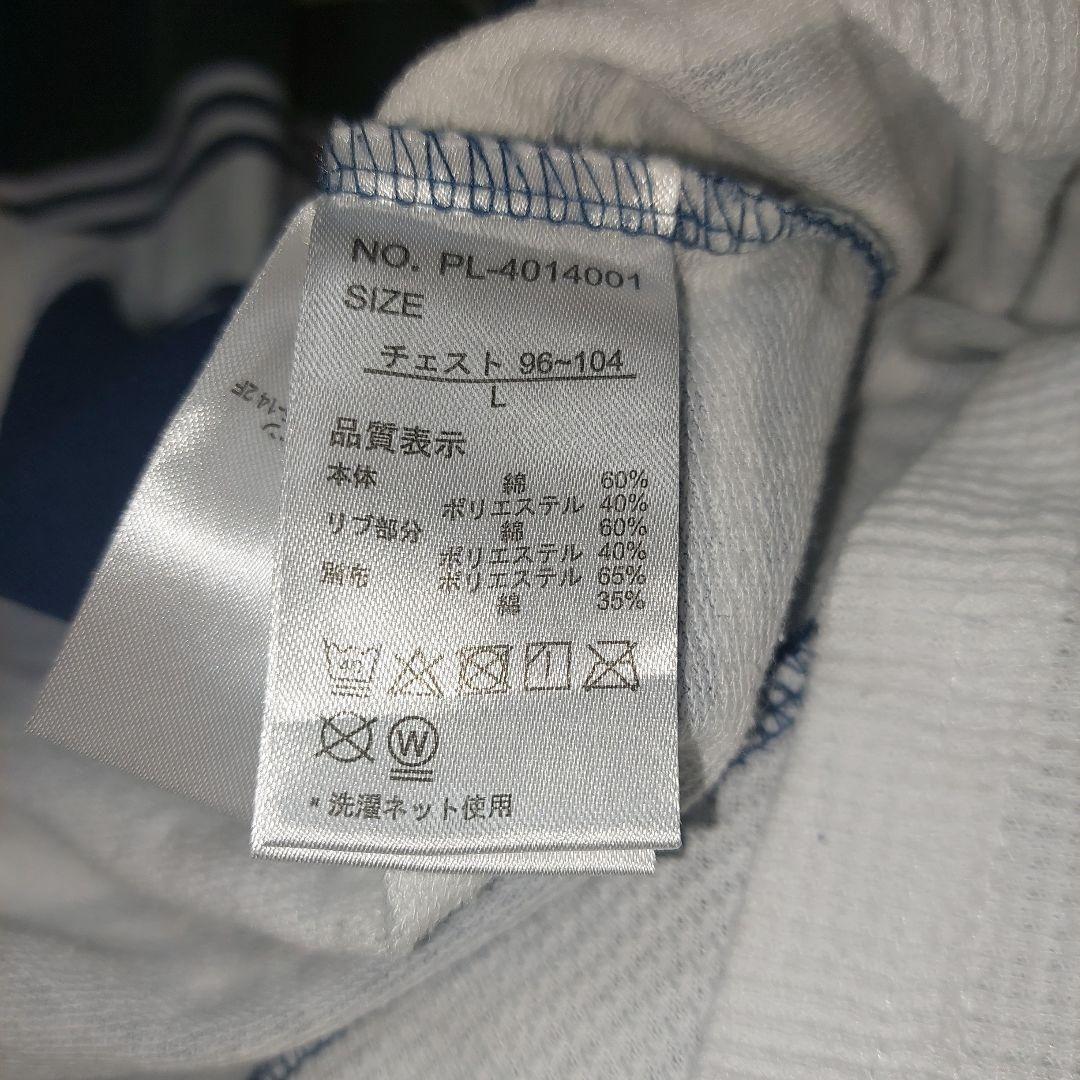 NO. PL-4014001
SIZE
チェスト 96~104
L
品質表示
本体 綿 60%
ポリエステル 40%
リブ部分 綿 60%
ポリエステル 40%
別布 ポリエステル 65%
綿 35%
W
*洗濯ネット使用